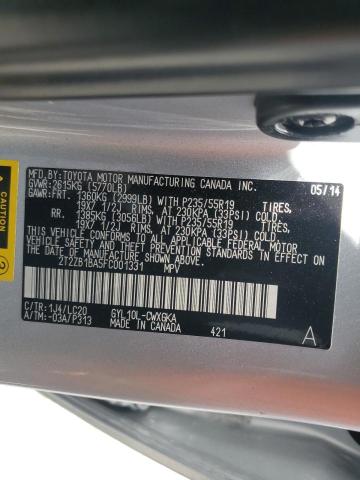 MFD.BY: TOYOTA MOTOR MANUFACTURING CANADA INC.
GVWR: 2615KG (5770LB) 05/14
GAWR: FRT. 1360KG (2999LB) WITH P235/55R19 TIRES,
19X7 1/2J RIMS, AT 230KPA (33PSI) COLD
RR. 1385KG (3056LB) WITH P235/55R19 TIRES,
19X7 1/2J RIMS, AT 230KPA (33PSI) COLD
THIS VEHICLE CONFORMS TO ALL APPLICABLE
FEDERAL MOTOR VEHICLE SAFETY AND
THEFT PREVENTION STANDARDS IN EFFECT ON THE DATE OF
MANUFACTURE SHOWN ABOVE.
2T2ZB1BA5FC001331 MPV
C/TR: 1J4/LC20 GYL10L-CWXGKA
A/TM: -03A/P313 MADE IN CANADA 421 A
CAUTION